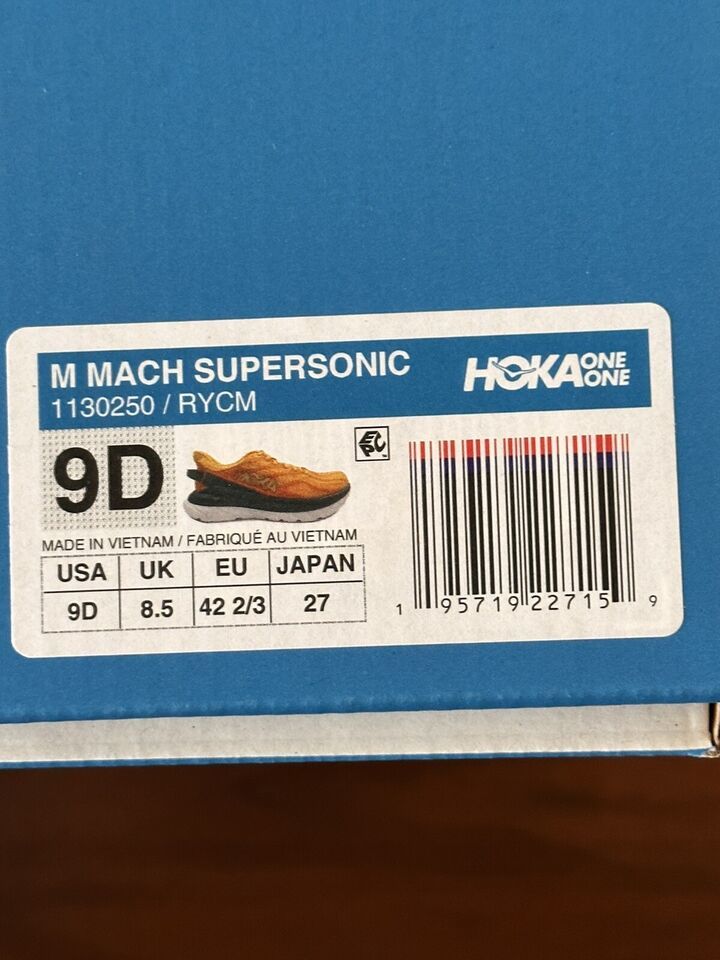 M MACH SUPERSONIC
1130250 / RYCM
HOKA ONE ONE
9D
MADE IN VIETNAM / FABRIQUÉ AU VIETNAM
USA UK EU JAPAN
9D 8.5 42 2/3 27
1 95719 22715 9